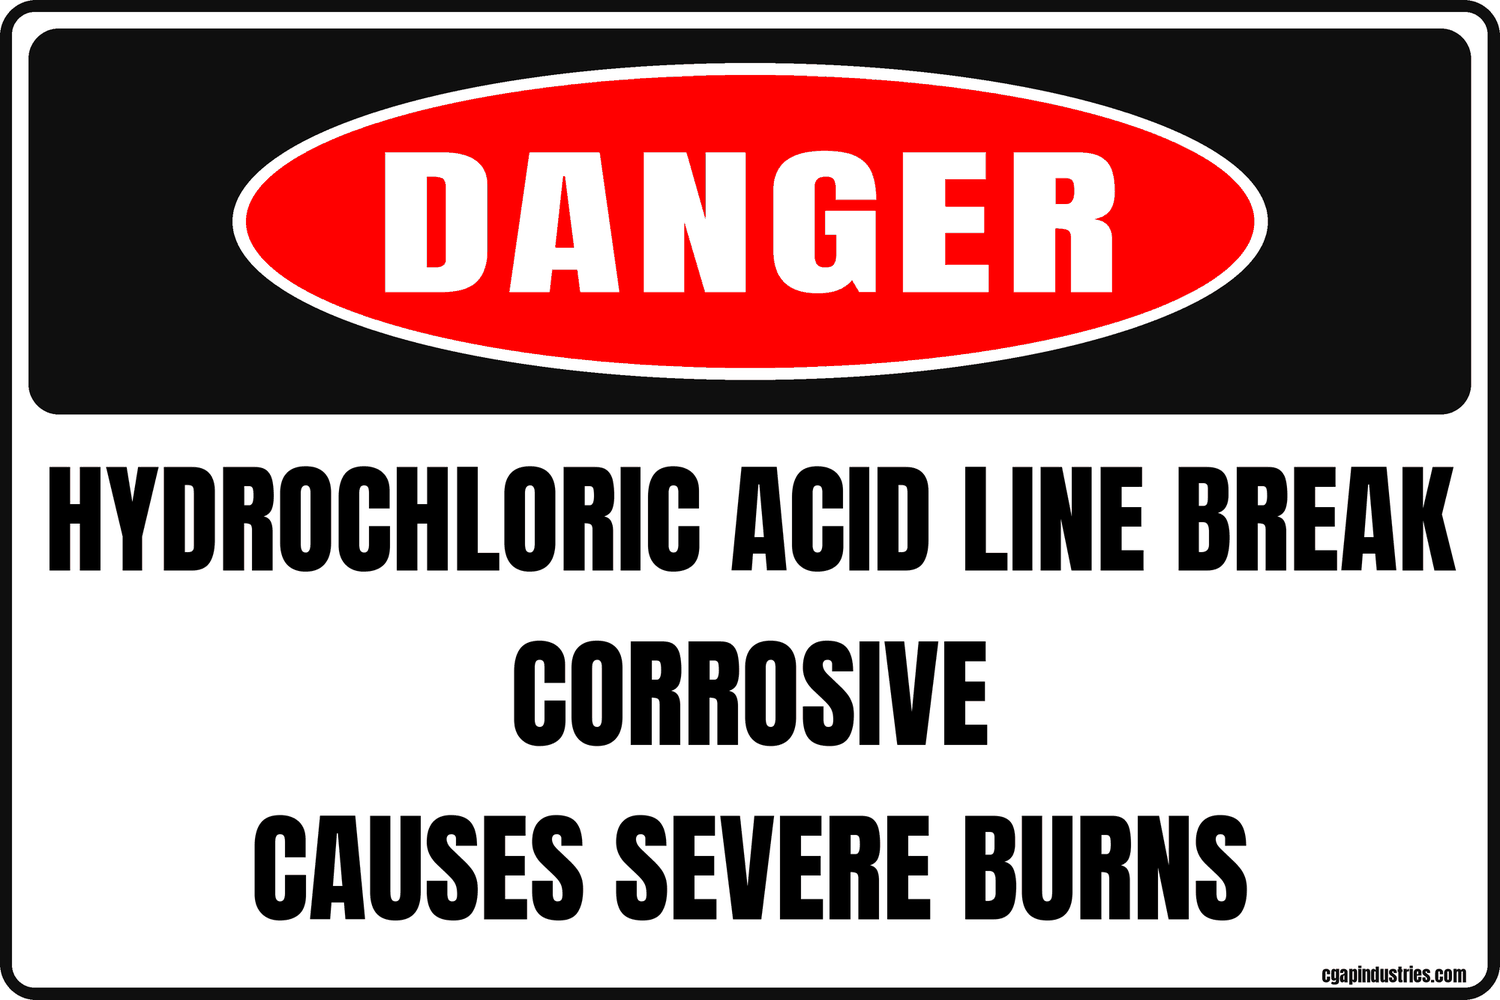 DANGER
HYDROCHLORIC ACID LINE BREAK
CORROSIVE
CAUSES SEVERE BURNS
cgapindustries.com